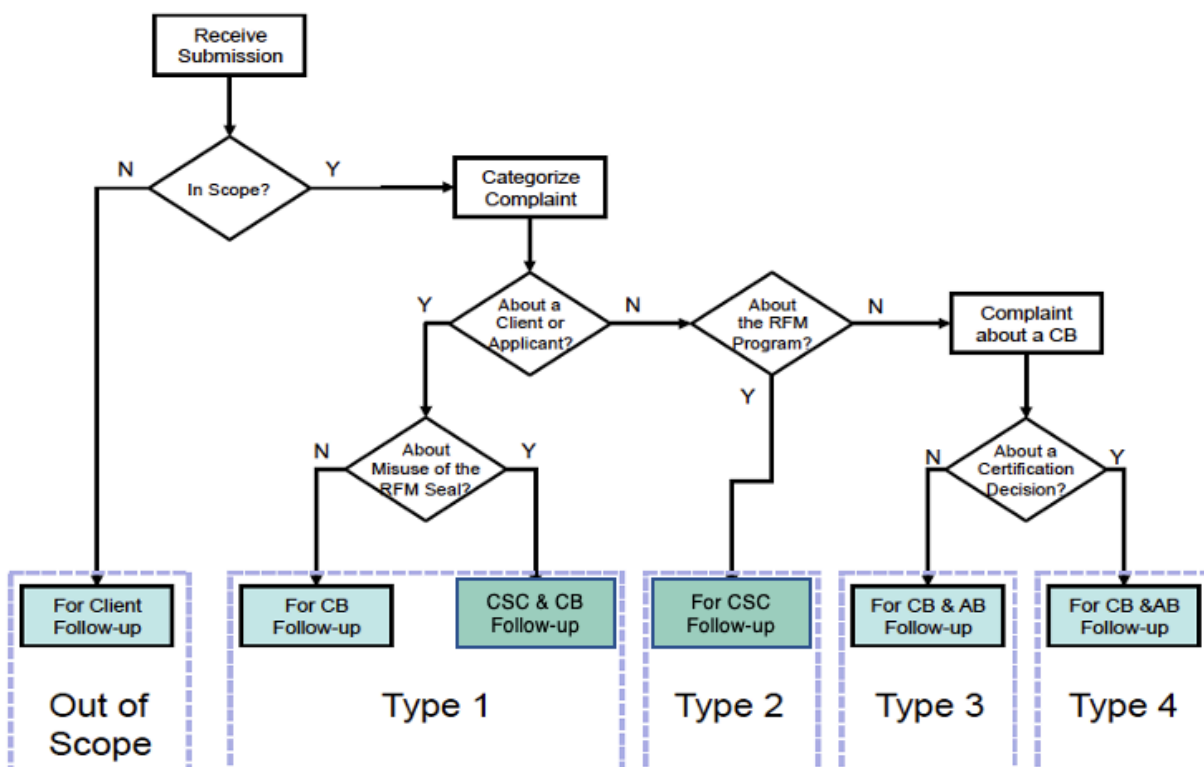 Receive
Submission
N
Y
In Scope?
Categorize
Complaint
Y
About a
Client or
Applicant?
N
About
the RFM
Program?
N
Complaint
about a CB
Y
N
About
Misuse of the
RFM Seal?
Y
N
About a
Certification
Decision?
Y
For Client
Follow-up
For CB
Follow-up
CSC & CB
Follow-up
For CSC
Follow-up
For CB & AB
Follow-up
For CB &AB
Follow-up
Out of
Scope
Type 1
Type 2
Type 3
Type 4